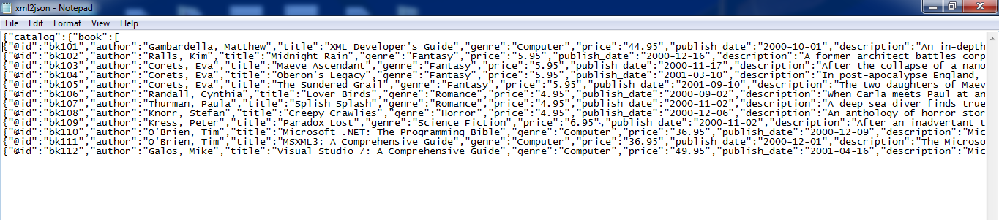 xml2json - Notepad
File Edit Format View Help
{"catalog":{"book":[
{"@id":"bk101","author":"Gambardella, Matthew","title":"XML Developer's Guide","genre":"Computer","price":"44.95","publish_date":"2000-10-01","description":"An in-depth
{"@id":"bk102","author":"Ralls, Kim","title":"Midnight Rain","genre":"Fantasy","price":"5.95","publish_date":"2000-12-16","description":"A former architect battles corp
{"@id":"bk103","author":"Corets, Eva","title":"Maeve Ascendant","genre":"Fantasy","price":"5.95","publish_date":"2000-11-17","description":"After the collapse of a nano
{"@id":"bk104","author":"Corets, Eva","title":"Oberon's Legacy","genre":"Fantasy","price":"5.95","publish_date":"2001-03-10","description":"In post-apocalypse England,
{"@id":"bk105","author":"Corets, Eva","title":"The Sundered Grail","genre":"Fantasy","price":"5.95","publish_date":"2001-09-10","description":"The two daughters of Maev
{"@id":"bk106","author":"Randall, Cynthia","title":"Lover Birds","genre":"Romance","price":"4.95","publish_date":"2000-09-02","description":"When Carla meets Paul at an
{"@id":"bk107","author":"Thurman, Paula","title":"Splish Splash","genre":"Romance","price":"4.95","publish_date":"2000-11-02","description":"A deep sea diver finds true
{"@id":"bk108","author":"Knorr, Stefan","title":"Creepy Crawlies","genre":"Horror","price":"4.95","publish_date":"2000-12-06","description":"An anthology of horror stor
{"@id":"bk109","author":"Kress, Peter","title":"Paradox Lost","genre":"Science Fiction","price":"6.95","publish_date":"2000-11-02","description":"After an inadvertant t
{"@id":"bk110","author":"O'Brien, Tim","title":"Microsoft .NET: The Programming Bible","genre":"Computer","price":"36.95","publish_date":"2000-12-09","description":"Mic
{"@id":"bk111","author":"O'Brien, Tim","title":"MSXML3: A Comprehensive Guide","genre":"Computer","price":"36.95","publish_date":"2000-12-01","description":"The Microso
{"@id":"bk112","author":"Galos, Mike","title":"Visual Studio 7: A Comprehensive Guide","genre":"Computer","price":"49.95","publish_date":"2001-04-16","description":"Mic